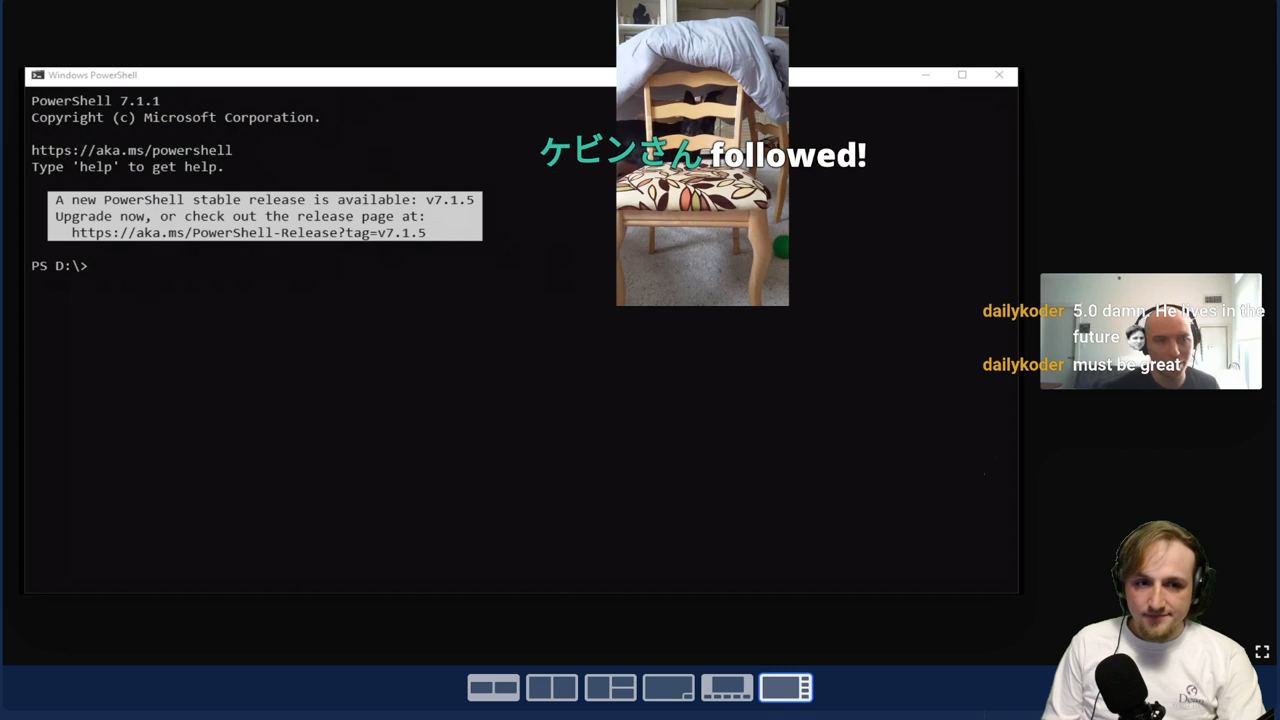 Windows PowerShell
PowerShell 7.1.1
Copyright (c) Microsoft Corporation.
https://aka.ms/powershell
Type 'help' to get help.
A new PowerShell stable release is available: v7.1.5
Upgrade now, or check out the release page at:
https://aka.ms/PowerShell-Release?tag=v7.1.5
PS D:\>
ケビンさん followed!
dailykoder 5.0 damn. He lives in the
future
dailykoder must be great